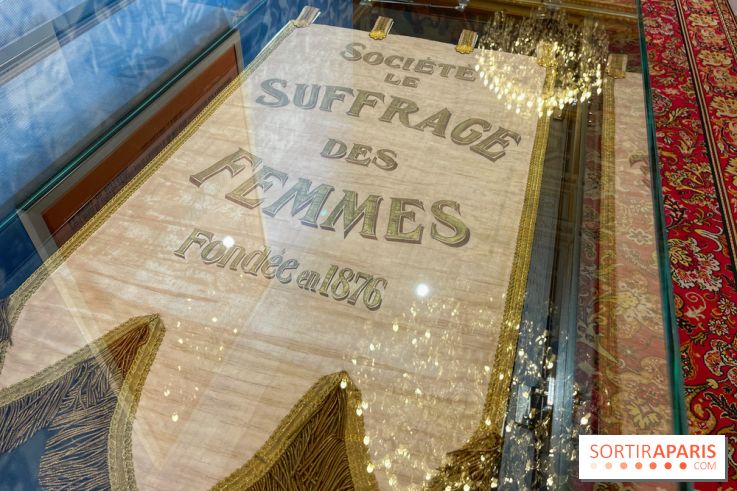 Société
le
Suffrage
des
Femmes
Fondée en 1876
SORTIRAPARIS
.COM